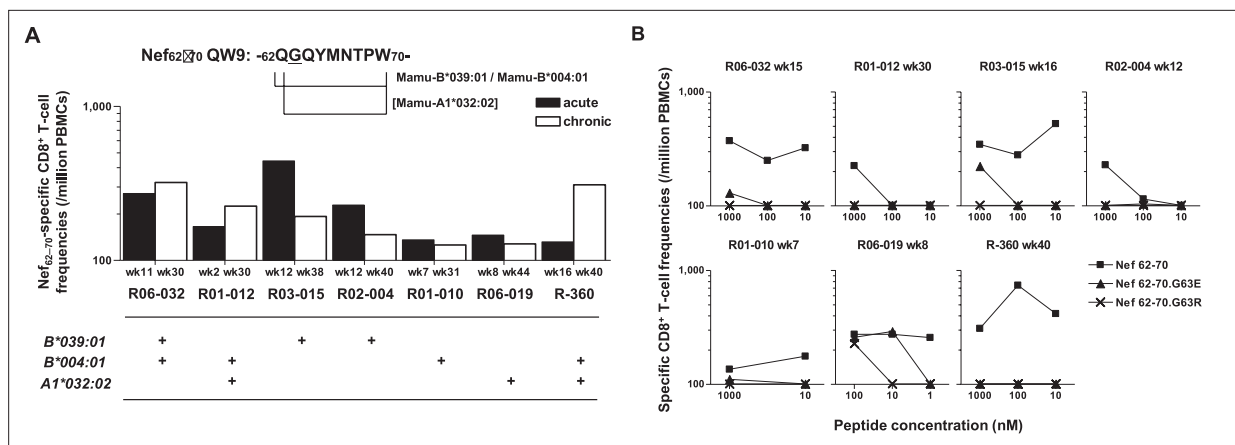 A
Nef62☒70 QW9: -62QGQYMNTPW70-
Mamu-B*039:01 / Mamu-B*004:01
[Mamu-A1*032:02]
acute
chronic
Nef62–70-specific CD8+ T-cell
frequencies (/million PBMCs)
1,000
100
wk11 wk30 wk2 wk30 wk12 wk38 wk12 wk40 wk7 wk31 wk8 wk44 wk16 wk40
R06-032 R01-012 R03-015 R02-004 R01-010 R06-019 R-360
B*039:01 + + +
B*004:01 + + + +
A1*032:02 + + +
B
Specific CD8+ T-cell frequencies (/million PBMCs)
R06-032 wk15 R01-012 wk30 R03-015 wk16 R02-004 wk12
1,000
100
1000 100 10 1000 100 10 1000 100 10 1000 100 10
R01-010 wk7 R06-019 wk8 R-360 wk40
1,000
100
1000 10 100 10 1 1000 100 10
Nef 62-70
Nef 62-70.G63E
Nef 62-70.G63R
Peptide concentration (nM)